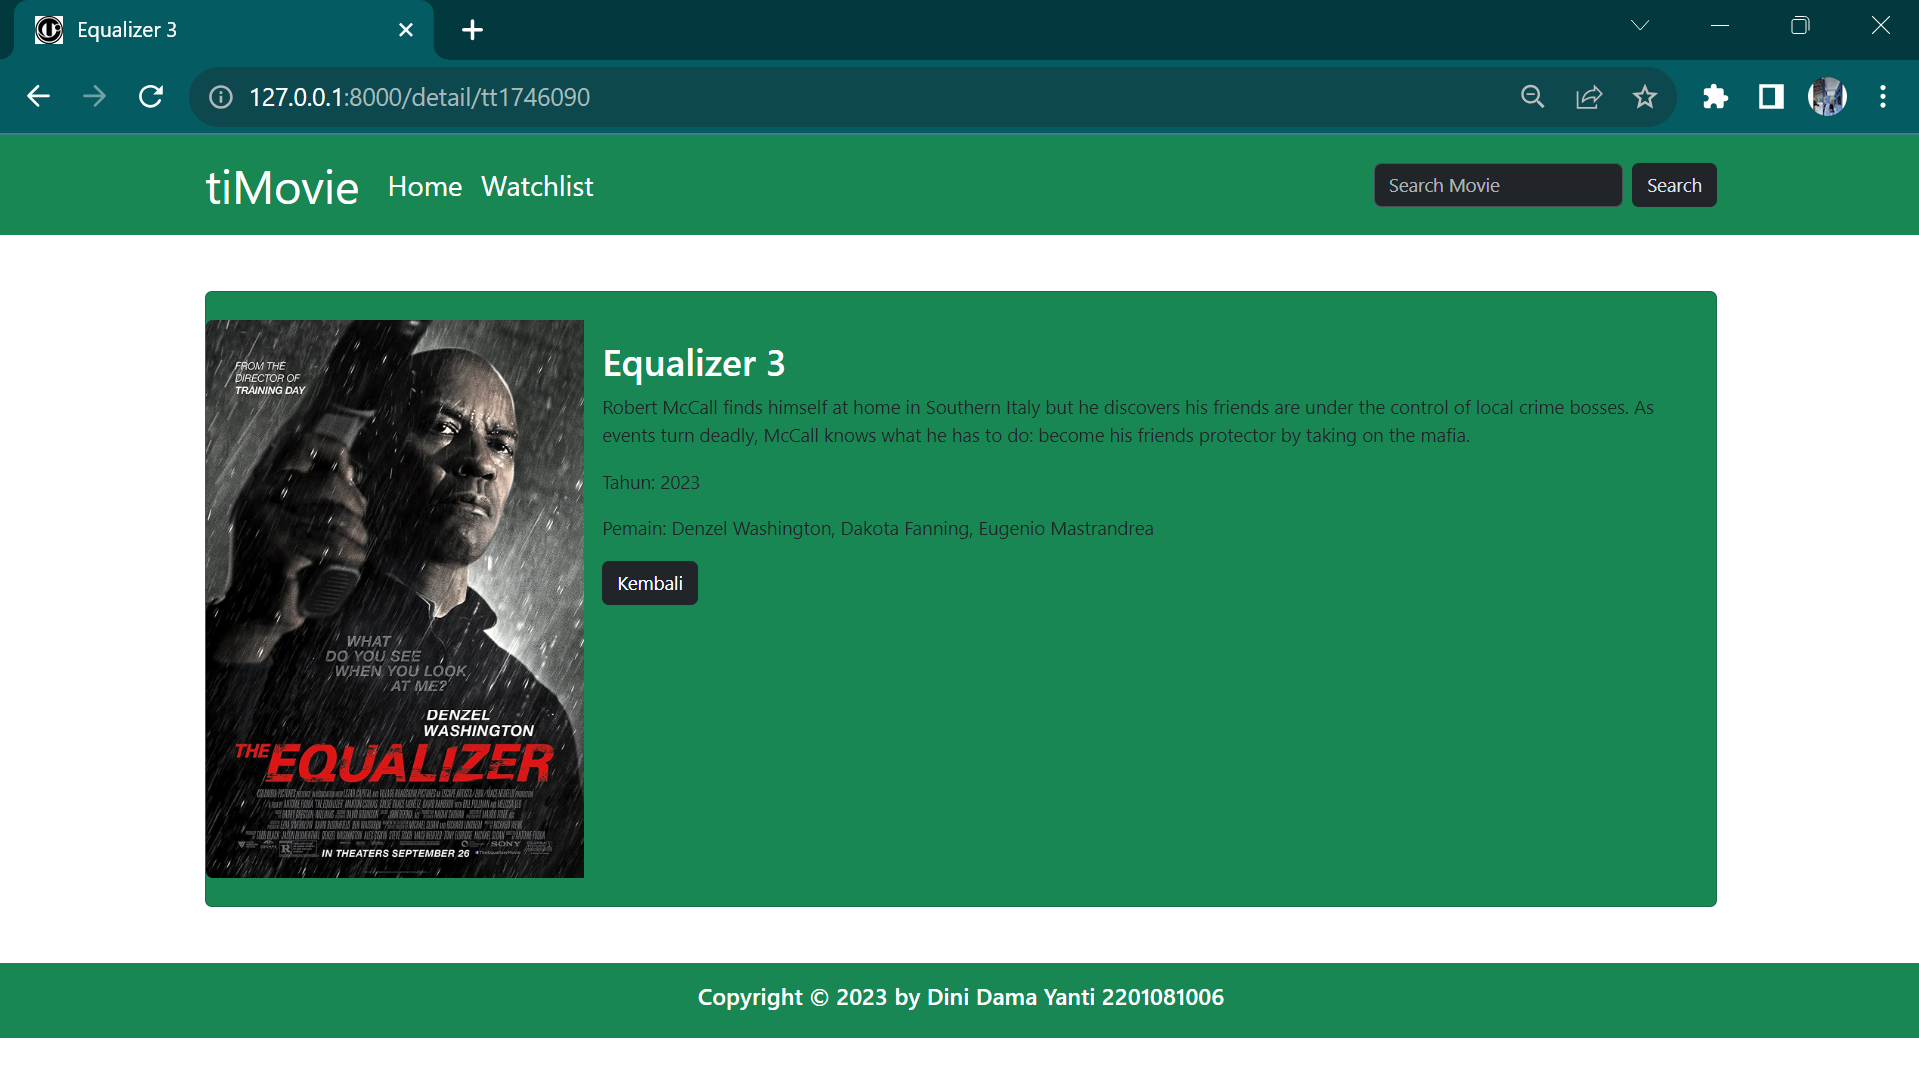 Equalizer 3
127.0.0.1:8000/detail/tt1746090
tiMovie Home Watchlist Search Movie Search
FROM THE
DIRECTOR OF
TRAINING DAY
WHAT
DO YOU SEE
WHEN YOU LOOK
AT ME?
DENZEL
WASHINGTON
THE EQUALIZER
R
SONY
IN THEATERS SEPTEMBER 26
Equalizer 3
Robert McCall finds himself at home in Southern Italy but he discovers his friends are under the control of local crime bosses. As
events turn deadly, McCall knows what he has to do: become his friends protector by taking on the mafia.
Tahun: 2023
Pemain: Denzel Washington, Dakota Fanning, Eugenio Mastrandrea
Kembali
Copyright © 2023 by Dini Dama Yanti 2201081006